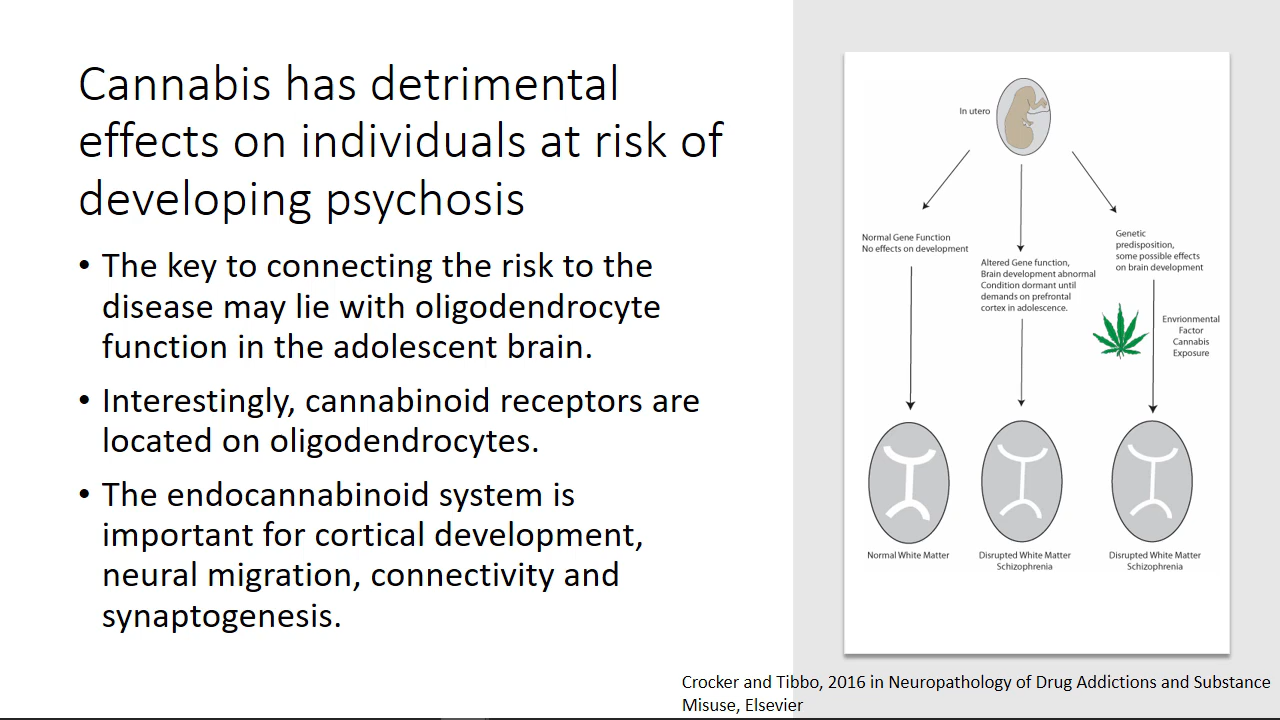 Cannabis has detrimental
effects on individuals at risk of
developing psychosis
• The key to connecting the risk to the
disease may lie with oligodendrocyte
function in the adolescent brain.
• Interestingly, cannabinoid receptors are
located on oligodendrocytes.
• The endocannabinoid system is
important for cortical development,
neural migration, connectivity and
synaptogenesis.
In utero
Normal Gene Function
No effects on development
Altered Gene function,
Brain development abnormal
Condition dormant until
demands on prefrontal
cortex in adolescence.
Genetic
predisposition,
some possible effects
on brain development
Envrionmental
Factor
Cannabis
Exposure
Normal White Matter
Disrupted White Matter
Schizophrenia
Disrupted White Matter
Schizophrenia
Crocker and Tibbo, 2016 in Neuropathology of Drug Addictions and Substance
Misuse, Elsevier